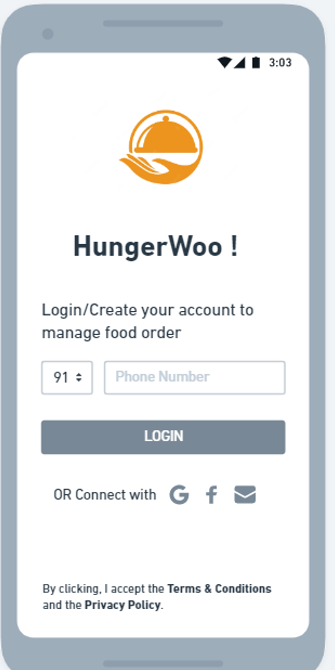 3:03
HungerWoo !
Login/Create your account to
manage food order
91 Phone Number
LOGIN
OR Connect with G f
By clicking, I accept the Terms & Conditions
and the Privacy Policy.